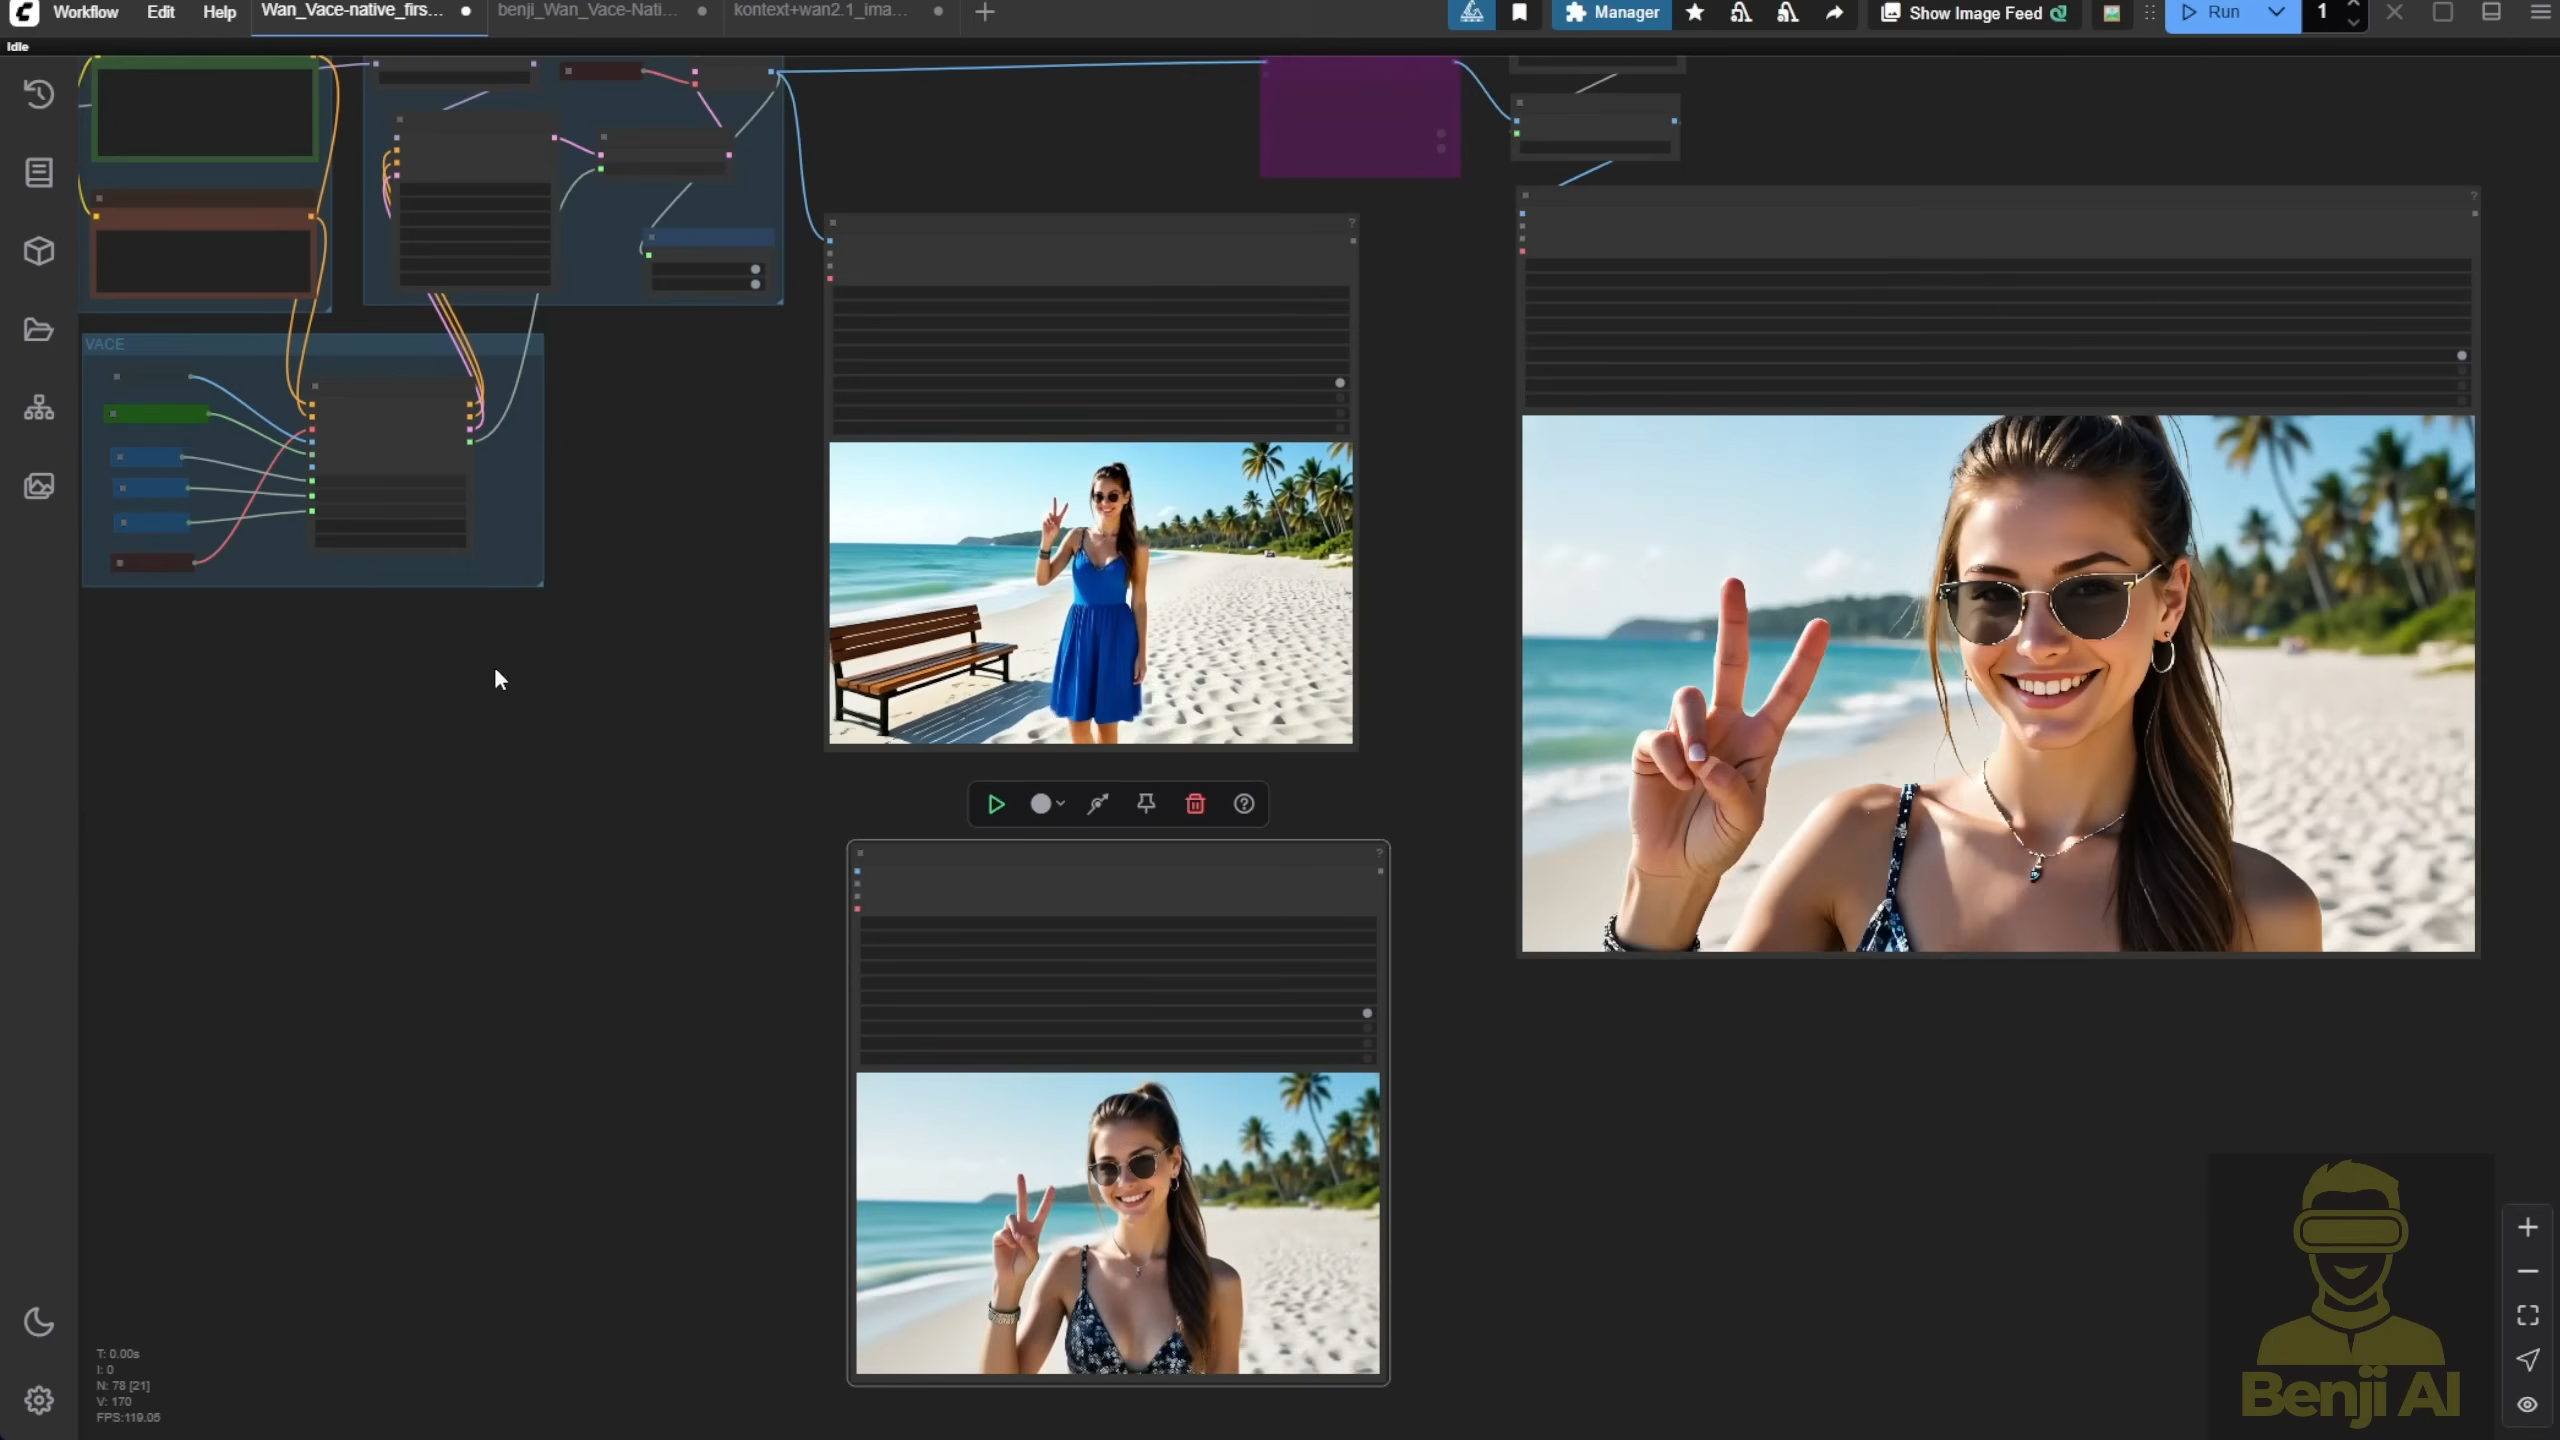 Workflow Edit Help Wan_Vace-native_firs... benji_Wan_Vace-Nati... kontext+wan2.1_ima... Manager Show Image Feed Run 1
Idle
VACE
?
?
?
T: 0.00s
I: 0
N: 78 [21]
V: 170
FPS:119.05
Benji AI